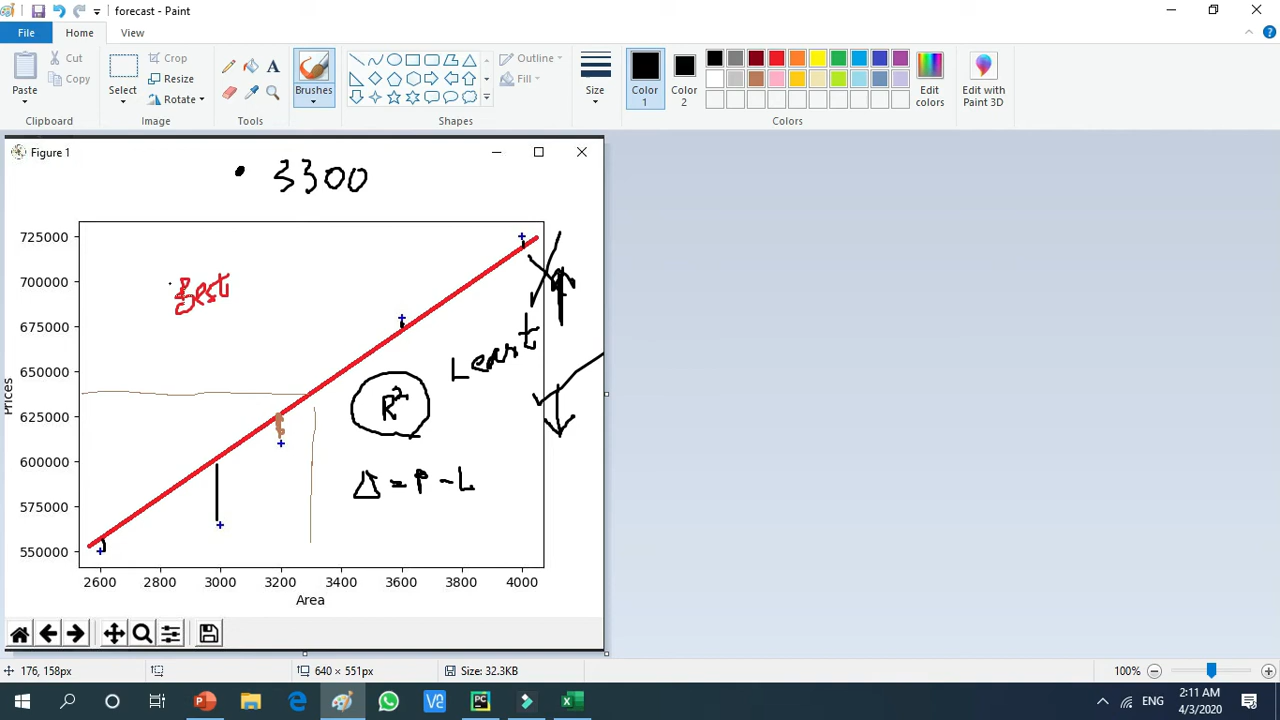 forecast - Paint
File
Home
View
Paste
Cut
Copy
Clipboard
Select
Crop
Resize
Rotate
Image
Tools
Brushes
Shapes
Outline
Fill
Size
Color 1
Color 2
Colors
Edit colors
Edit with Paint 3D
Figure 1
3300
725000
700000
675000
650000
625000
600000
575000
550000
Prices
Best
Least
R²
Δ = P - L
2600 2800 3000 3200 3400 3600 3800 4000
Area
176, 158px
640 × 551px
Size: 32.3KB
100%
ENG
2:11 AM
4/3/2020